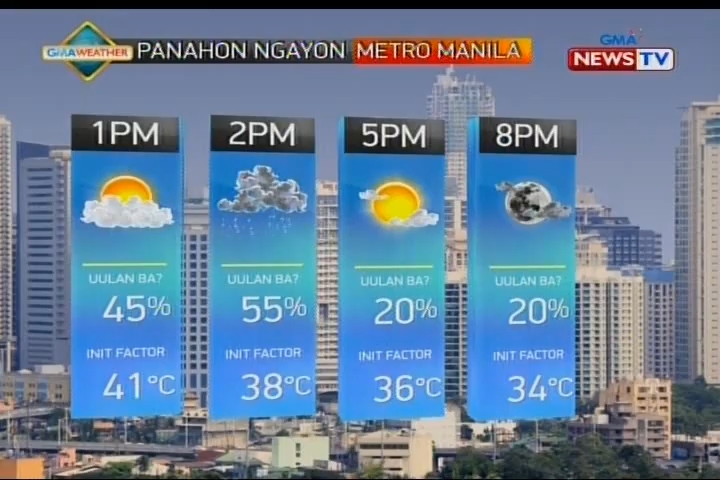 GMA WEATHER
PANAHON NGAYON METRO MANILA
GMA
NEWS TV
1PM
UULAN BA?
45%
INIT FACTOR
41°C
2PM
UULAN BA?
55%
INIT FACTOR
38°C
5PM
UULAN BA?
20%
INIT FACTOR
36°C
8PM
UULAN BA?
20%
INIT FACTOR
34°C